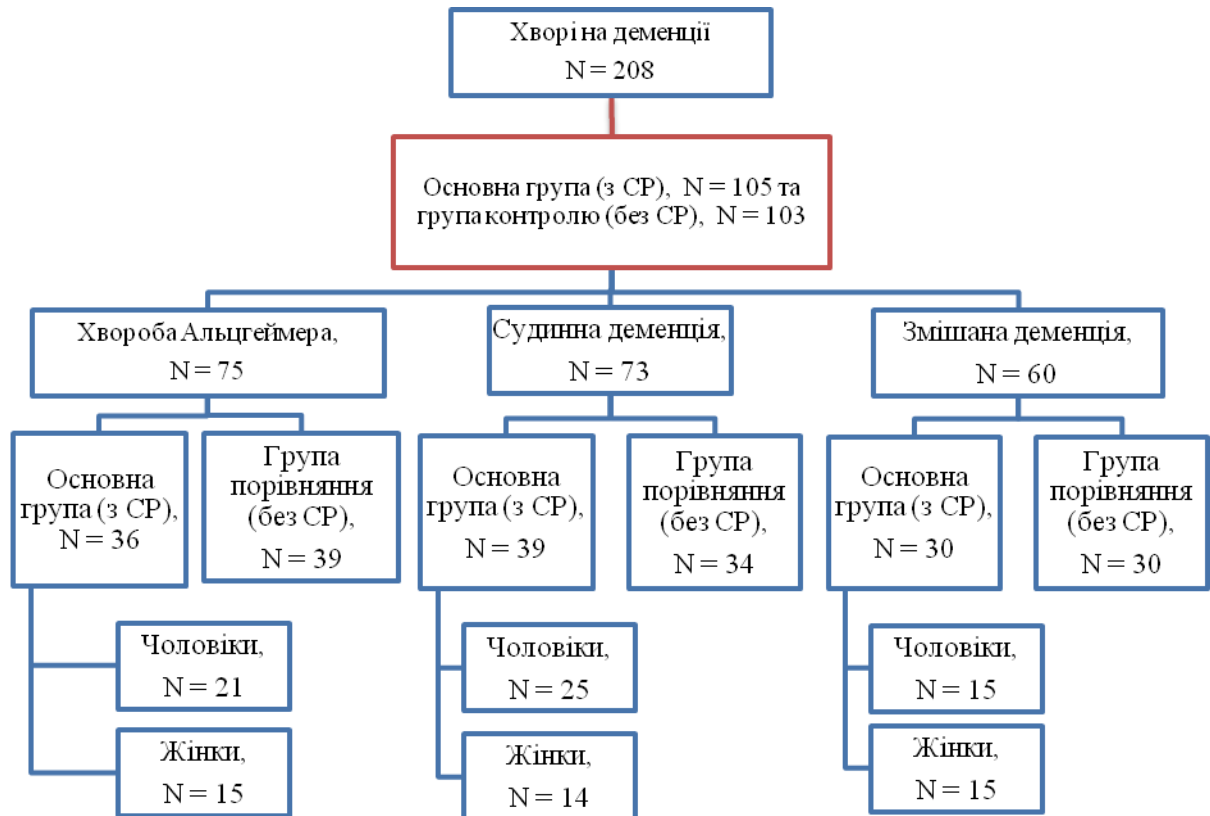 Хворі на деменції
N = 208
Основна група (з СР), N = 105 та
група контролю (без СР), N = 103
Хвороба Альцгеймера,
N = 75
Судинна деменція,
N = 73
Змішана деменція,
N = 60
Основна
група (з СР),
N = 36
Група
порівняння
(без СР),
N = 39
Основна
група (з СР),
N = 39
Група
порівняння
(без СР),
N = 34
Основна
група (з СР),
N = 30
Група
порівняння
(без СР),
N = 30
Чоловіки,
N = 21
Чоловіки,
N = 25
Чоловіки,
N = 15
Жінки,
N = 15
Жінки,
N = 14
Жінки,
N = 15